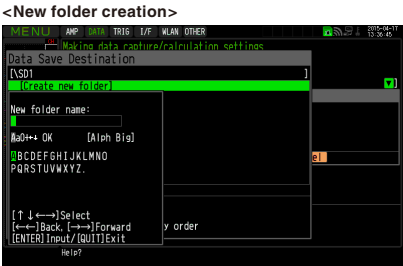 <New folder creation>
MENU AMP DATA TRIG I/F WLAN OTHER 2015-04-17
13:36:45
Making data capture/calculation settings
Data Save Destination
[\SD1 ]
[Create new folder]
New folder name:
Aa0!←↵ OK [Alph Big]
ABCDEFGHIJKLMNO
PQRSTUVWXYZ.
el
[↑↓←→]Select
[←←]Back, [→→]Forward
y order
[ENTER]Input/[QUIT]Exit
Help?